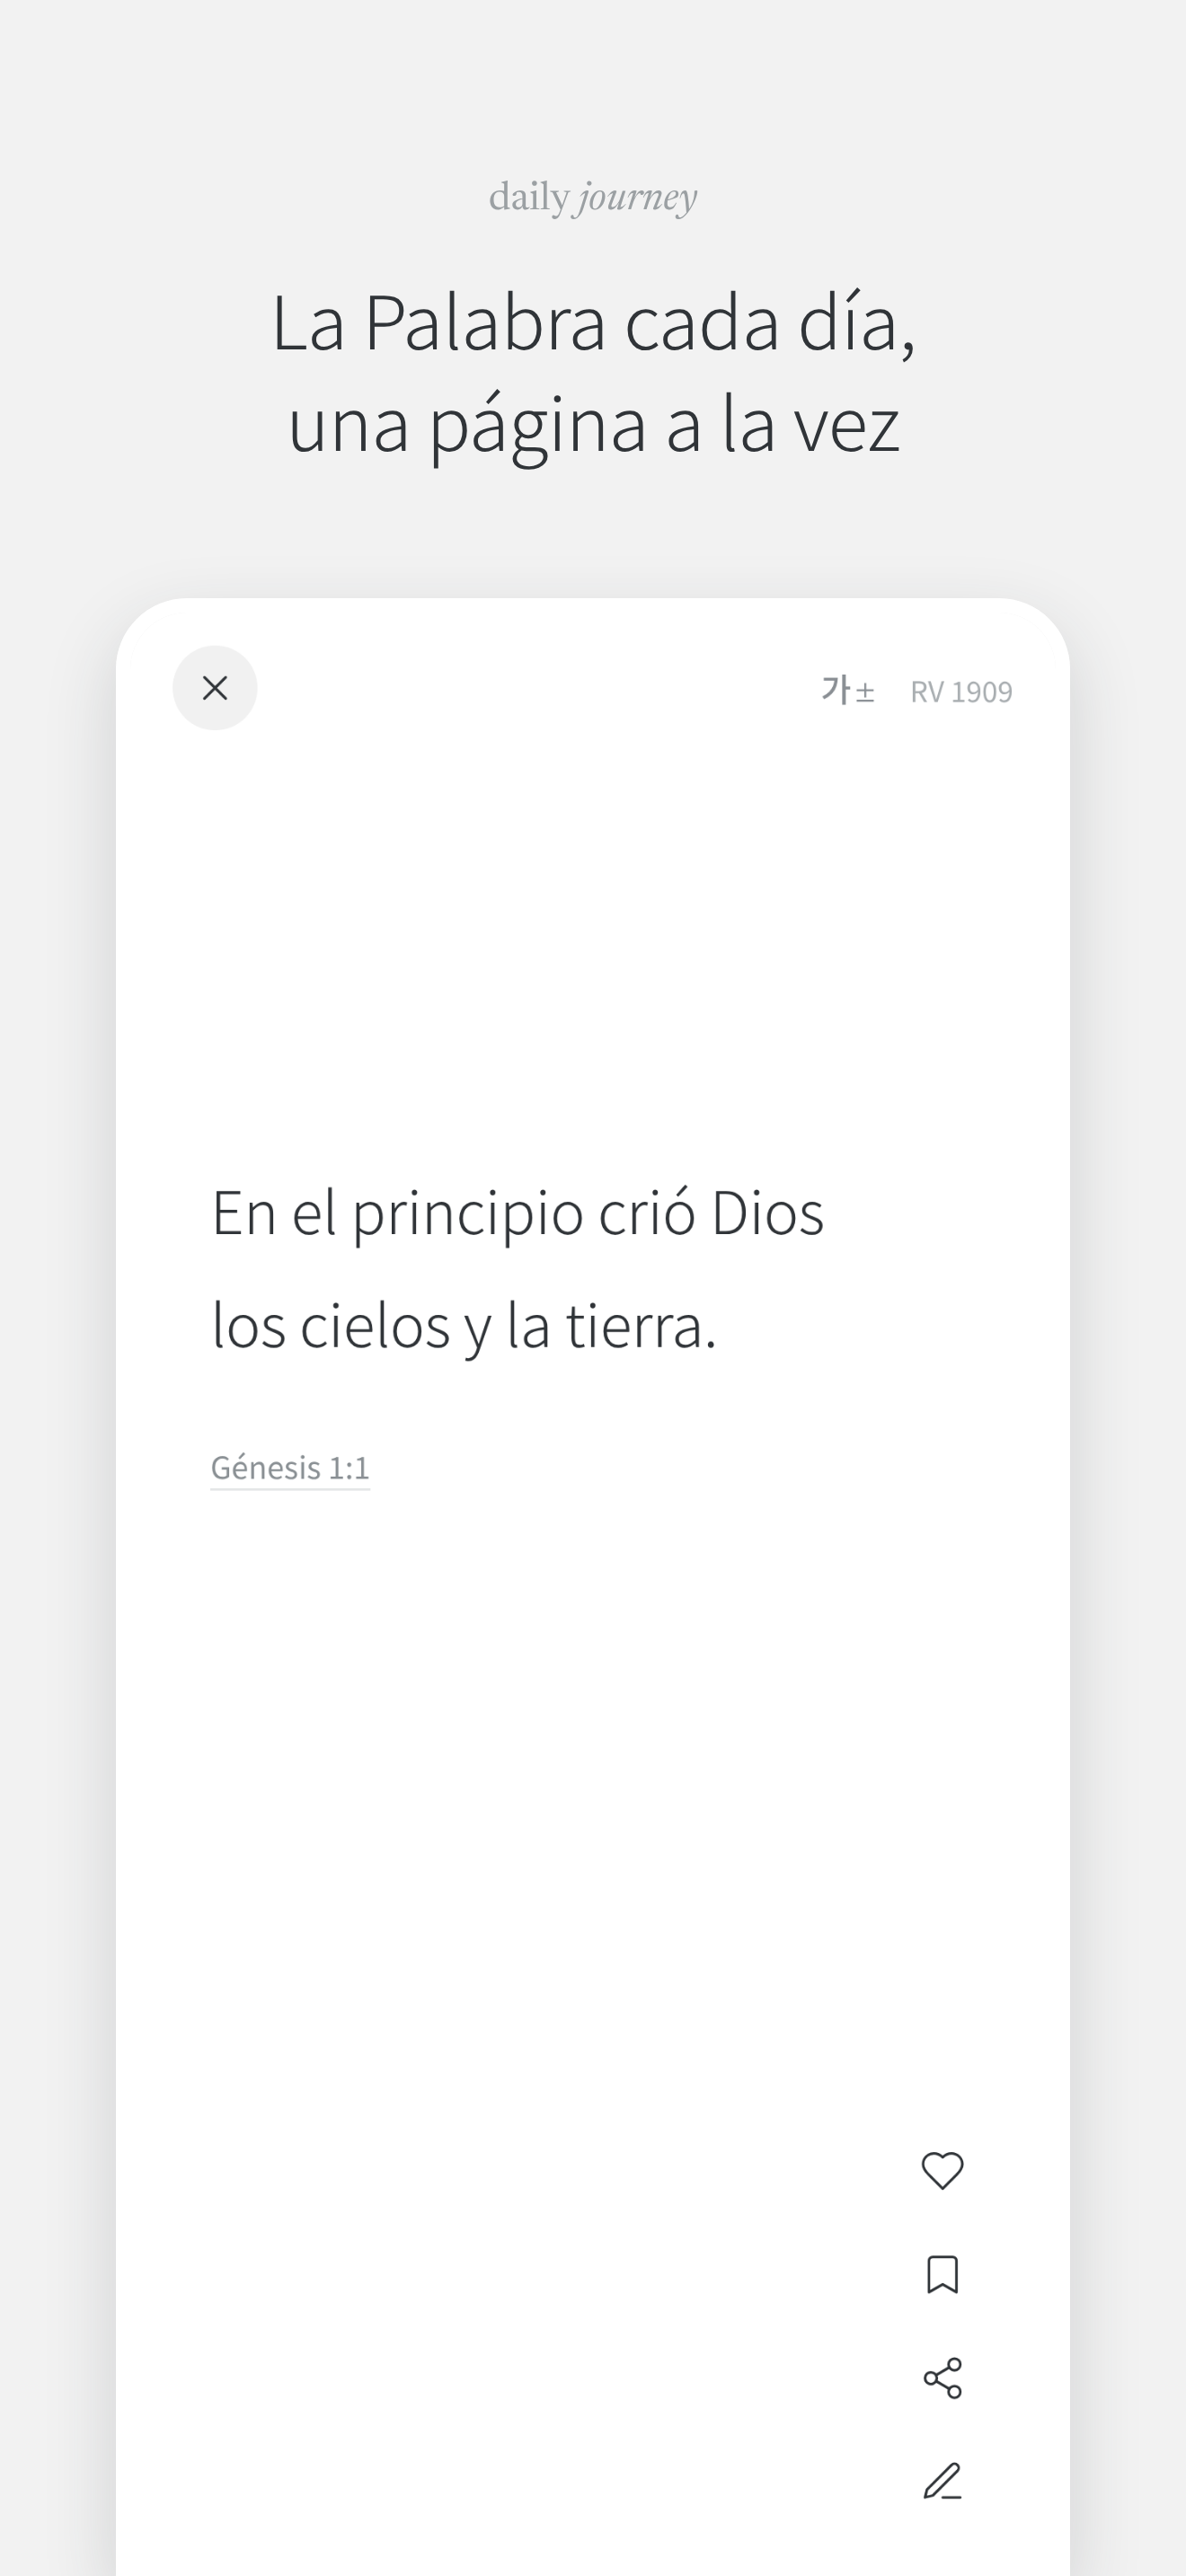 daily journey
La Palabra cada día,
una página a la vez
가± RV 1909
En el principio crió Dios
los cielos y la tierra.
Génesis 1:1